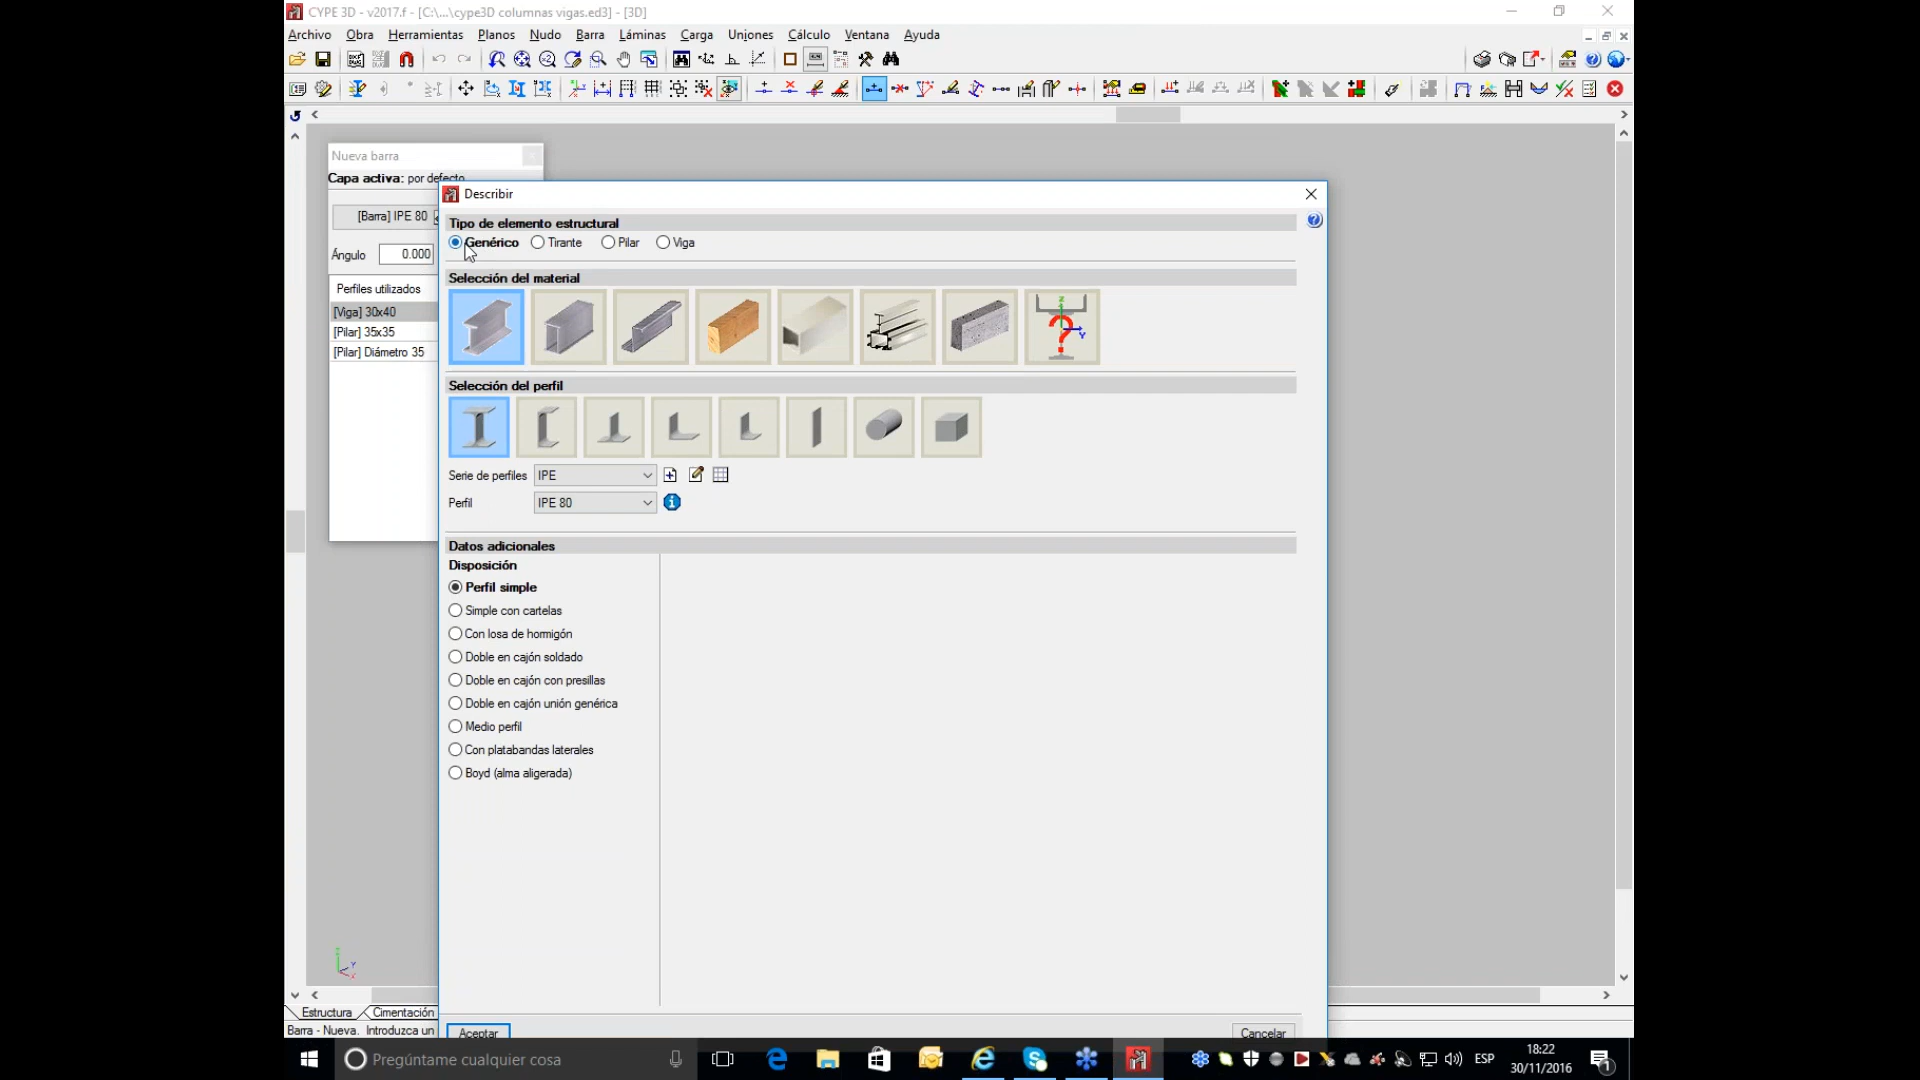 CYPE 3D - v2017.f - [C:\...\cype3D columnas vigas.ed3] - [3D]
Archivo Obra Herramientas Planos Nudo Barra Láminas Carga Uniones Cálculo Ventana Ayuda
Nueva barra
Capa activa: por defecto
[Barra] IPE 80
Ángulo 0.000
Perfiles utilizados
[Viga] 30x40
[Pilar] 35x35
[Pilar] Diámetro 35
Describir
Tipo de elemento estructural
Genérico Tirante Pilar Viga
Selección del material
Selección del perfil
Serie de perfiles IPE
Perfil IPE 80
Datos adicionales
Disposición
Perfil simple
Simple con cartelas
Con losa de hormigón
Doble en cajón soldado
Doble en cajón con presillas
Doble en cajón unión genérica
Medio perfil
Con platabandas laterales
Boyd (alma aligerada)
Aceptar Cancelar
Estructura Cimentación
Barra - Nueva. Introduzca un
Pregúntame cualquier cosa
ESP
18:22
30/11/2016